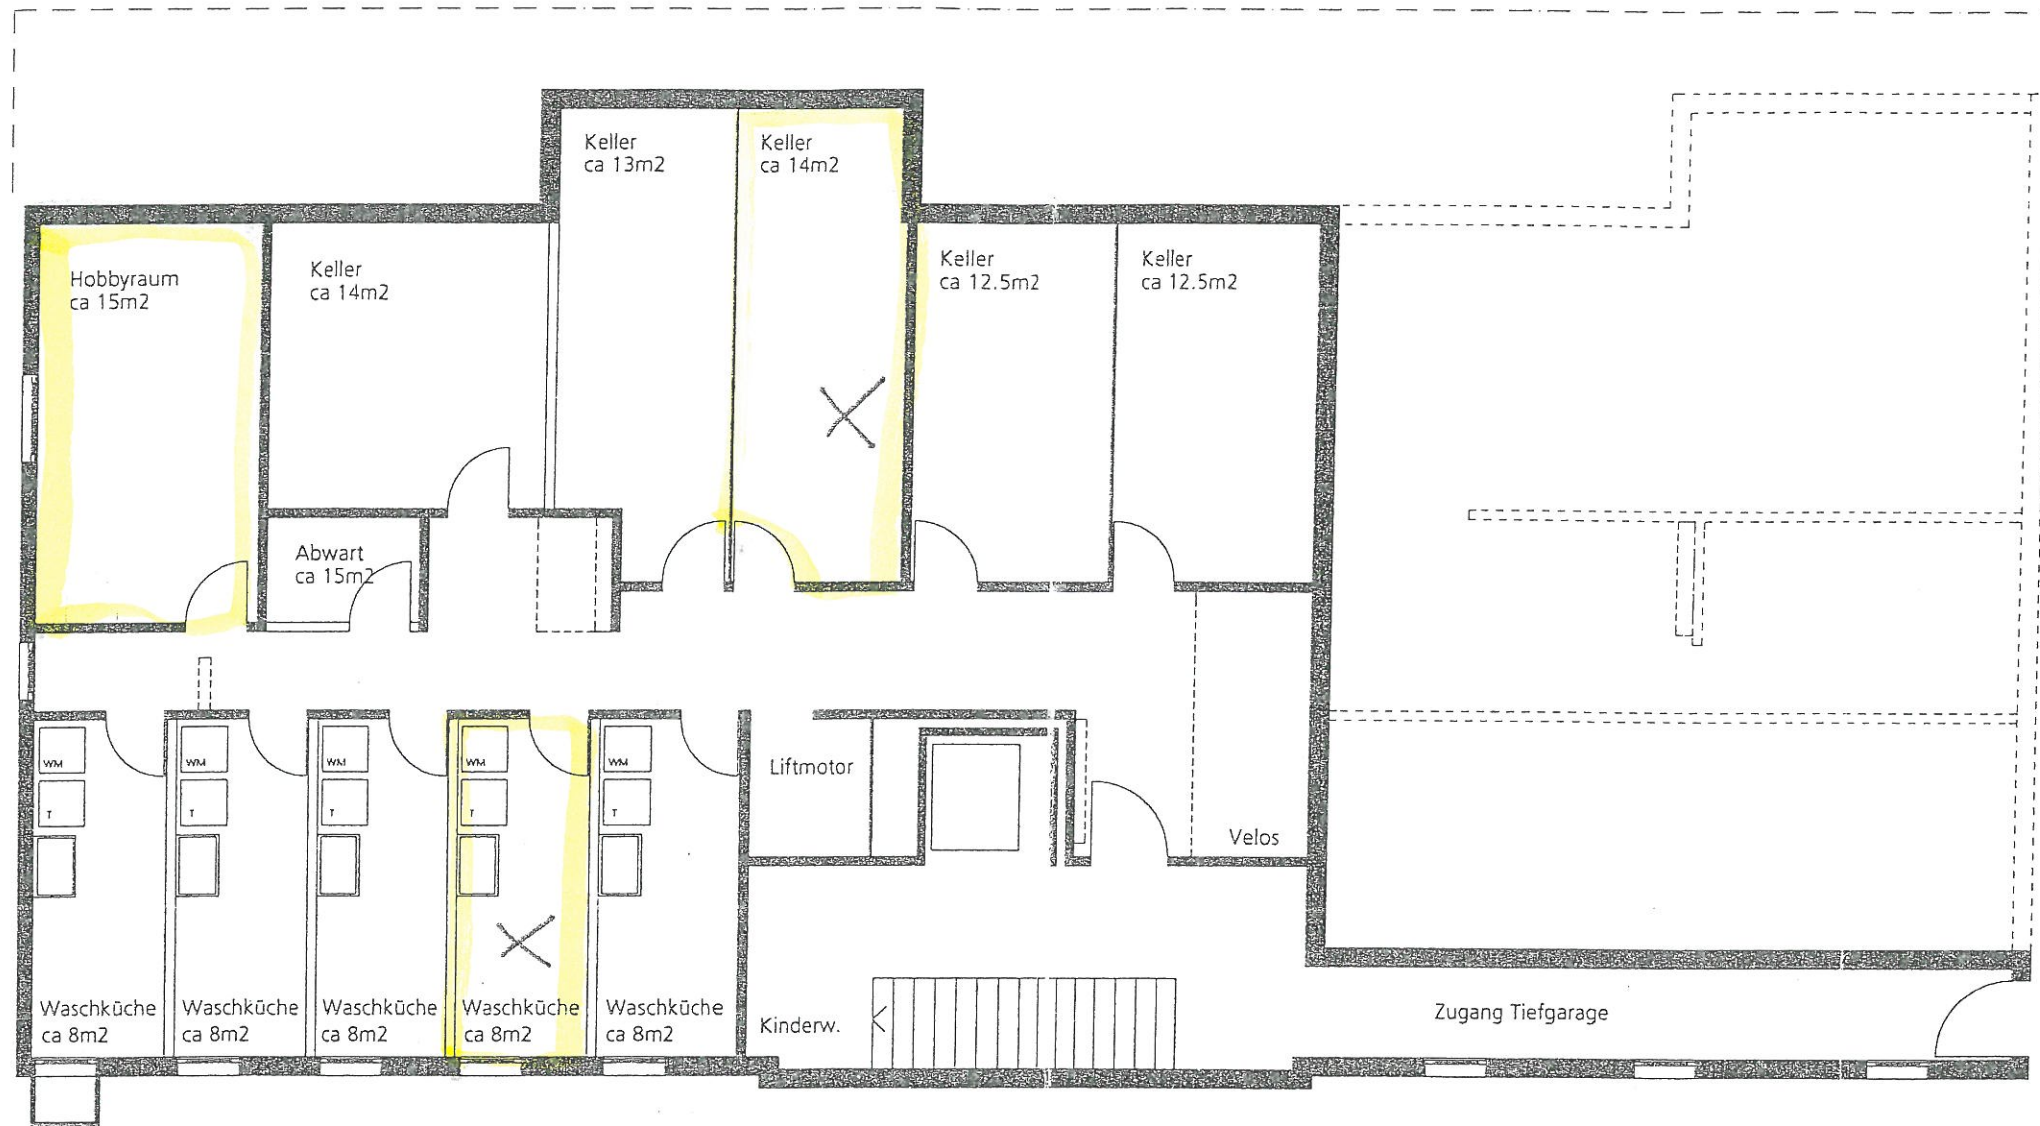 Keller
ca 13m2
Keller
ca 14m2
Hobbyraum
ca 15m2
Keller
ca 14m2
Keller
ca 12.5m2
Keller
ca 12.5m2
Abwart
ca 15m2
WM
T
WM
T
WM
T
WM
T
WM
T
Liftmotor
Velos
Waschküche
ca 8m2
Waschküche
ca 8m2
Waschküche
ca 8m2
Waschküche
ca 8m2
Waschküche
ca 8m2
Kinderw.
Zugang Tiefgarage